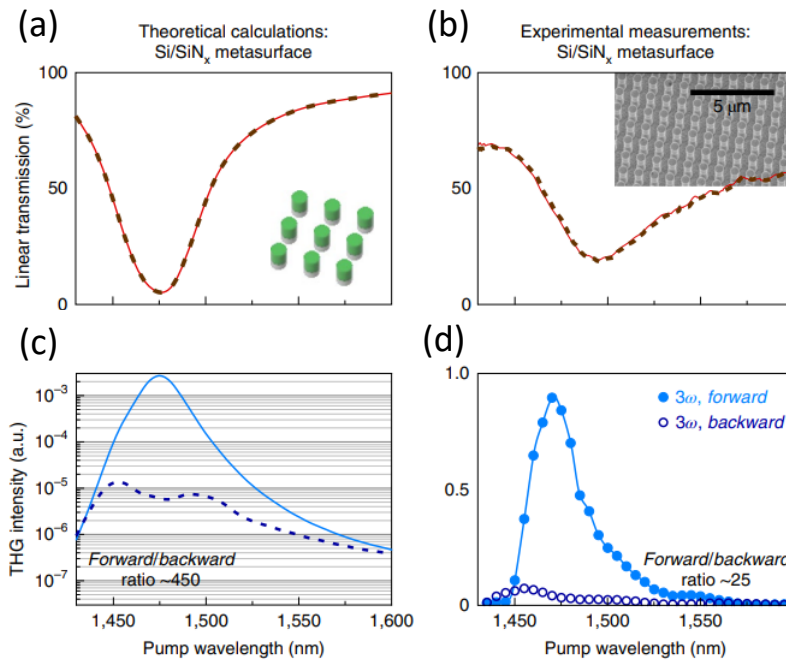 (a)
Theoretical calculations:
Si/SiNₓ metasurface
(b)
Experimental measurements:
Si/SiNₓ metasurface
Linear transmission (%)
100
50
0
100
50
0
5 μm
(c)
(d)
THG intensity (a.u.)
10⁻³
10⁻⁴
10⁻⁵
10⁻⁶
10⁻⁷
Forward/backward
ratio ~450
1,450
1,500
1,550
1,600
Pump wavelength (nm)
1.0
0.5
0
3ω, forward
3ω, backward
Forward/backward
ratio ~25
1,450
1,500
1,550
Pump wavelength (nm)